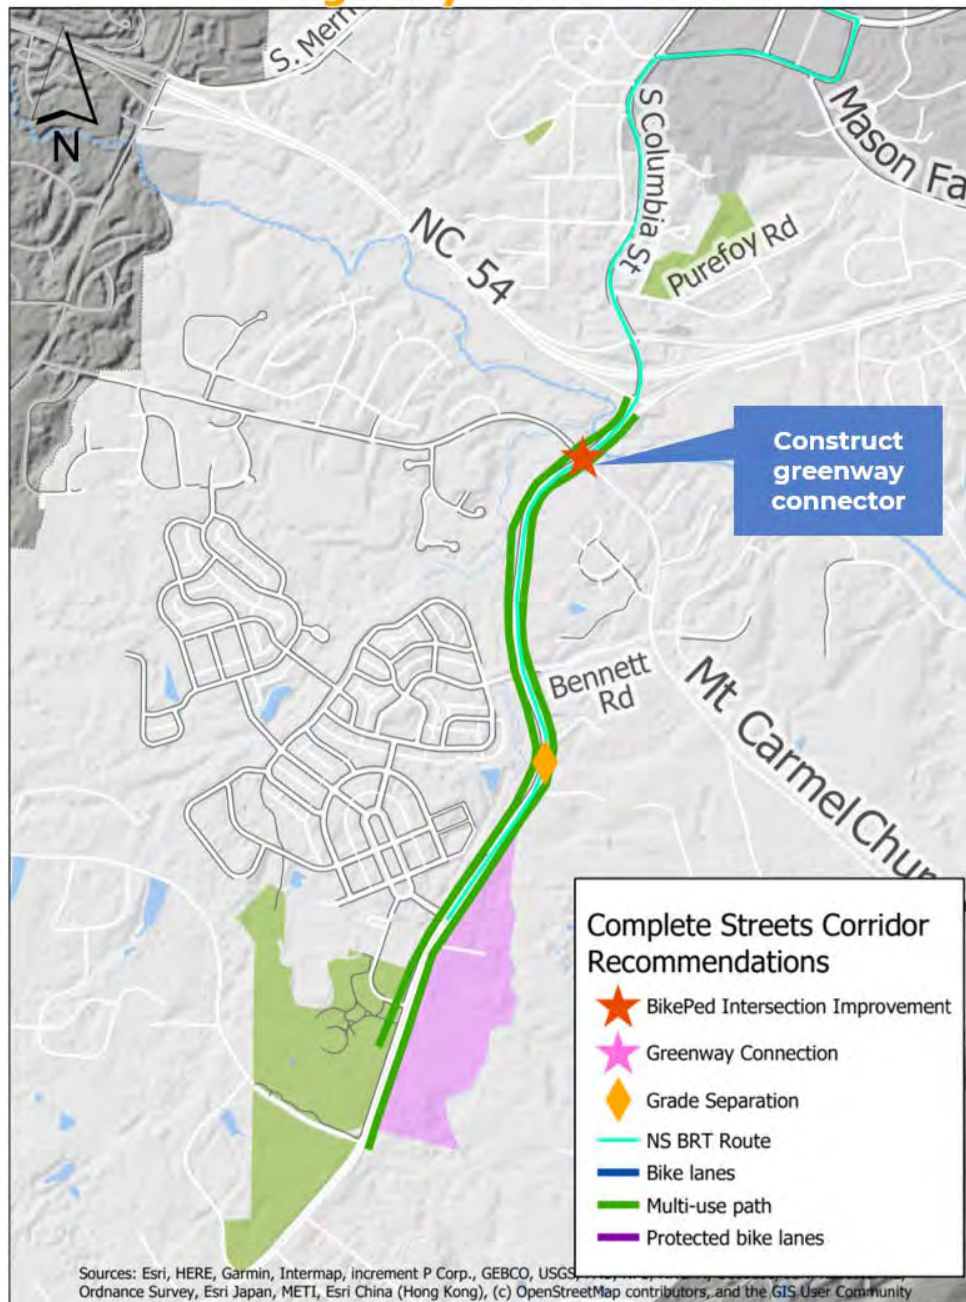 S. Merri
N
S Columbia St
Mason Fa
NC 54
Purefoy Rd
Construct
greenway
connector
Bennett
Rd
Mt Carmel Chur
Complete Streets Corridor
Recommendations
BikePed Intersection Improvement
Greenway Connection
Grade Separation
NS BRT Route
Bike lanes
Multi-use path
Protected bike lanes
Sources: Esri, HERE, Garmin, Intermap, increment P Corp., GEBCO, USGS,
Ordnance Survey, Esri Japan, METI, Esri China (Hong Kong), (c) OpenStreetMap contributors, and the GIS User Community